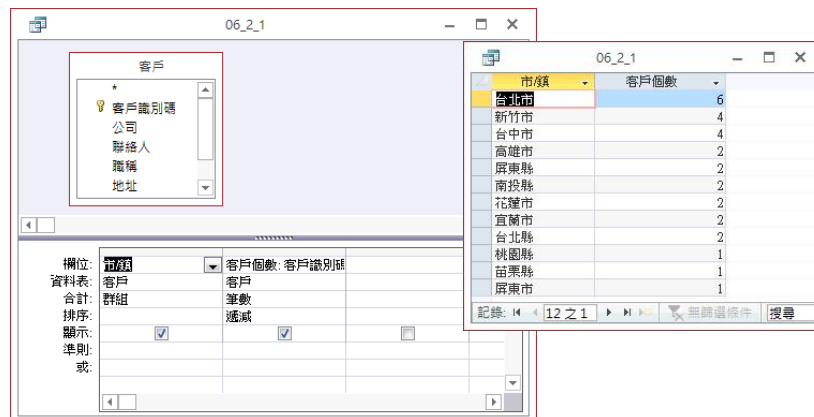 06_2_1
客戶
*
客戶識別碼
公司
聯絡人
職稱
地址
欄位: 市/鎮 客戶個數: 客戶識別碼
資料表: 客戶 客戶
合計: 群組 筆數
排序: 遞減
顯示:
準則:
或:
06_2_1
市/鎮 客戶個數
台北市 6
新竹市 4
台中市 4
高雄市 2
屏東縣 2
南投縣 2
花蓮市 2
宜蘭市 2
台北縣 2
桃園縣 1
苗栗縣 1
屏東市 1
記錄: 12 之 1 無篩選條件 搜尋